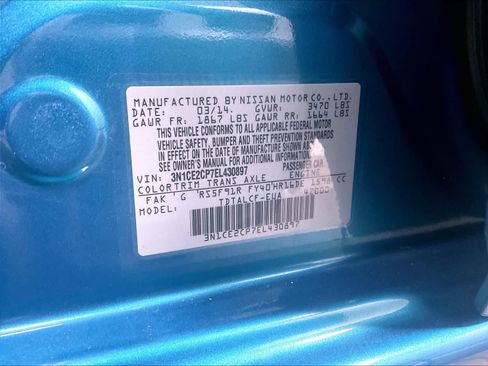 MANUFACTURED BY NISSAN MOTOR CO., LTD.
DATE: 03/14. GVWR: 3470 LBS
GAWR FR: 1867 LBS GAWR RR: 1664 LBS
THIS VEHICLE CONFORMS TO ALL APPLICABLE FEDERAL MOTOR
VEHICLE SAFETY, BUMPER AND THEFT PREVENTION STANDARDS
IN EFFECT ON THE DATE OF MANUFACTURE SHOWN ABOVE.
SEE OWNER'S MANUAL FOR ADDITIONAL INFORMATION.
VIN: 3N1CE2CP7EL430897 PASSENGER CAR
COLOR TRIM TRANS AXLE ENGINE
FAK G RS5F91R FY40 HR16DE 1598 CC
MODEL: TDTALCF-EUA 42000
3N1CE2CP7EL430897